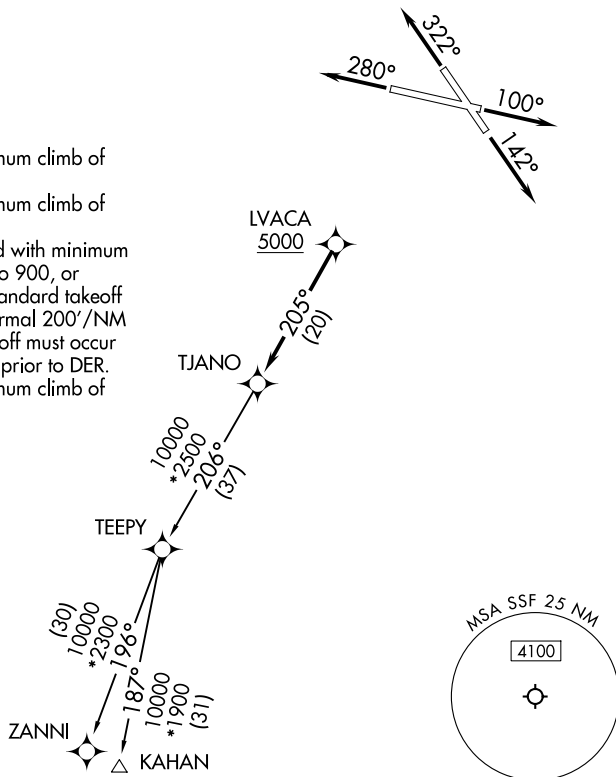 322°
280°
100°
142°
num climb of
num climb of
d with minimum
o 900, or
andard takeoff
rmal 200'/NM
off must occur
prior to DER.
num climb of
LVACA
5000
205°
(20)
TJANO
10000
*2500
206°
(37)
TEEPY
(30)
10000
*2300
196°
187°
10000
*1900
(31)
ZANNI
KAHAN
MSA SSF 25 NM
4100